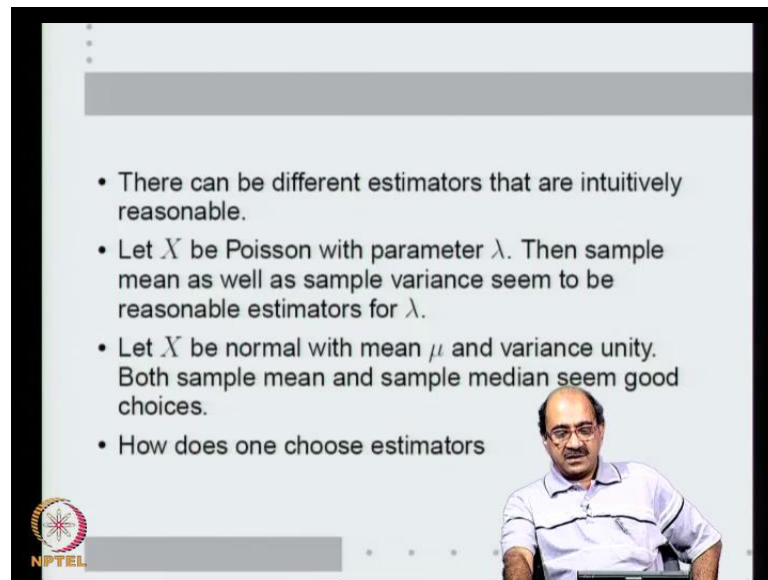 • There can be different estimators that are intuitively
reasonable.
• Let X be Poisson with parameter λ. Then sample
mean as well as sample variance seem to be
reasonable estimators for λ.
• Let X be normal with mean μ and variance unity.
Both sample mean and sample median seem good
choices.
• How does one choose estimators
NPTEL